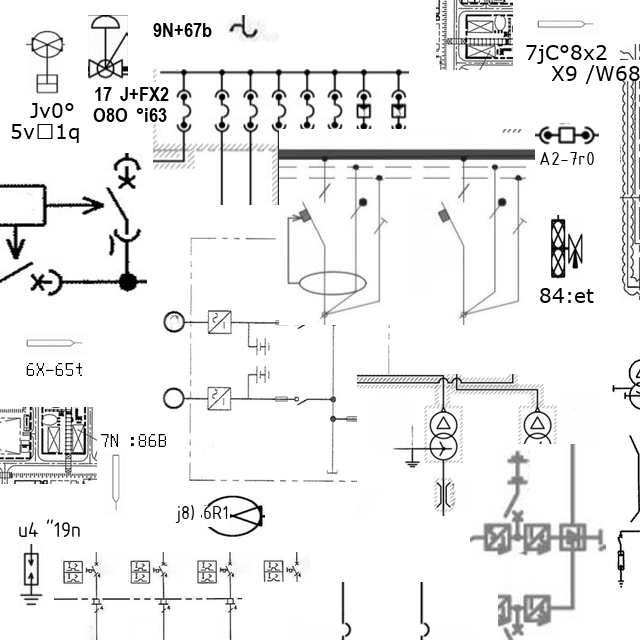 9N+67b
7jC°8x2
X9 /W68
17 J+FX2
O8O °i63
Jv0°
5v□1q
A2-7r0
84:et
6X-65t
7N :86B
j8) .6R1
u4 "19n